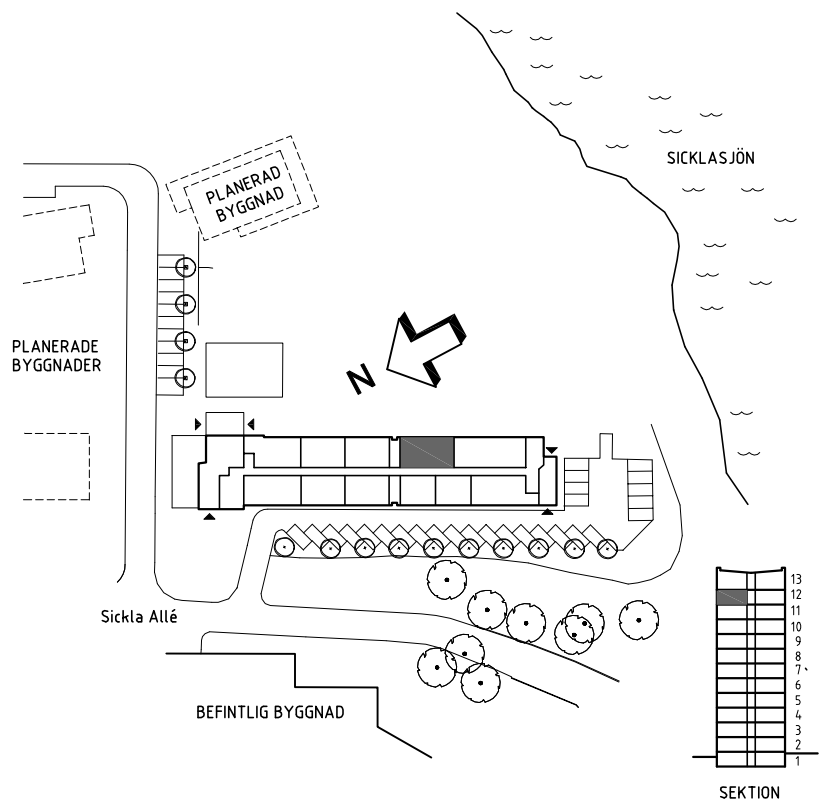 SICKLASJÖN
PLANERAD
BYGGNAD
PLANERADE
BYGGNADER
N
Sickla Allé
BEFINTLIG BYGGNAD
13
12
11
10
9
8
7
6
5
4
3
2
1
SEKTION